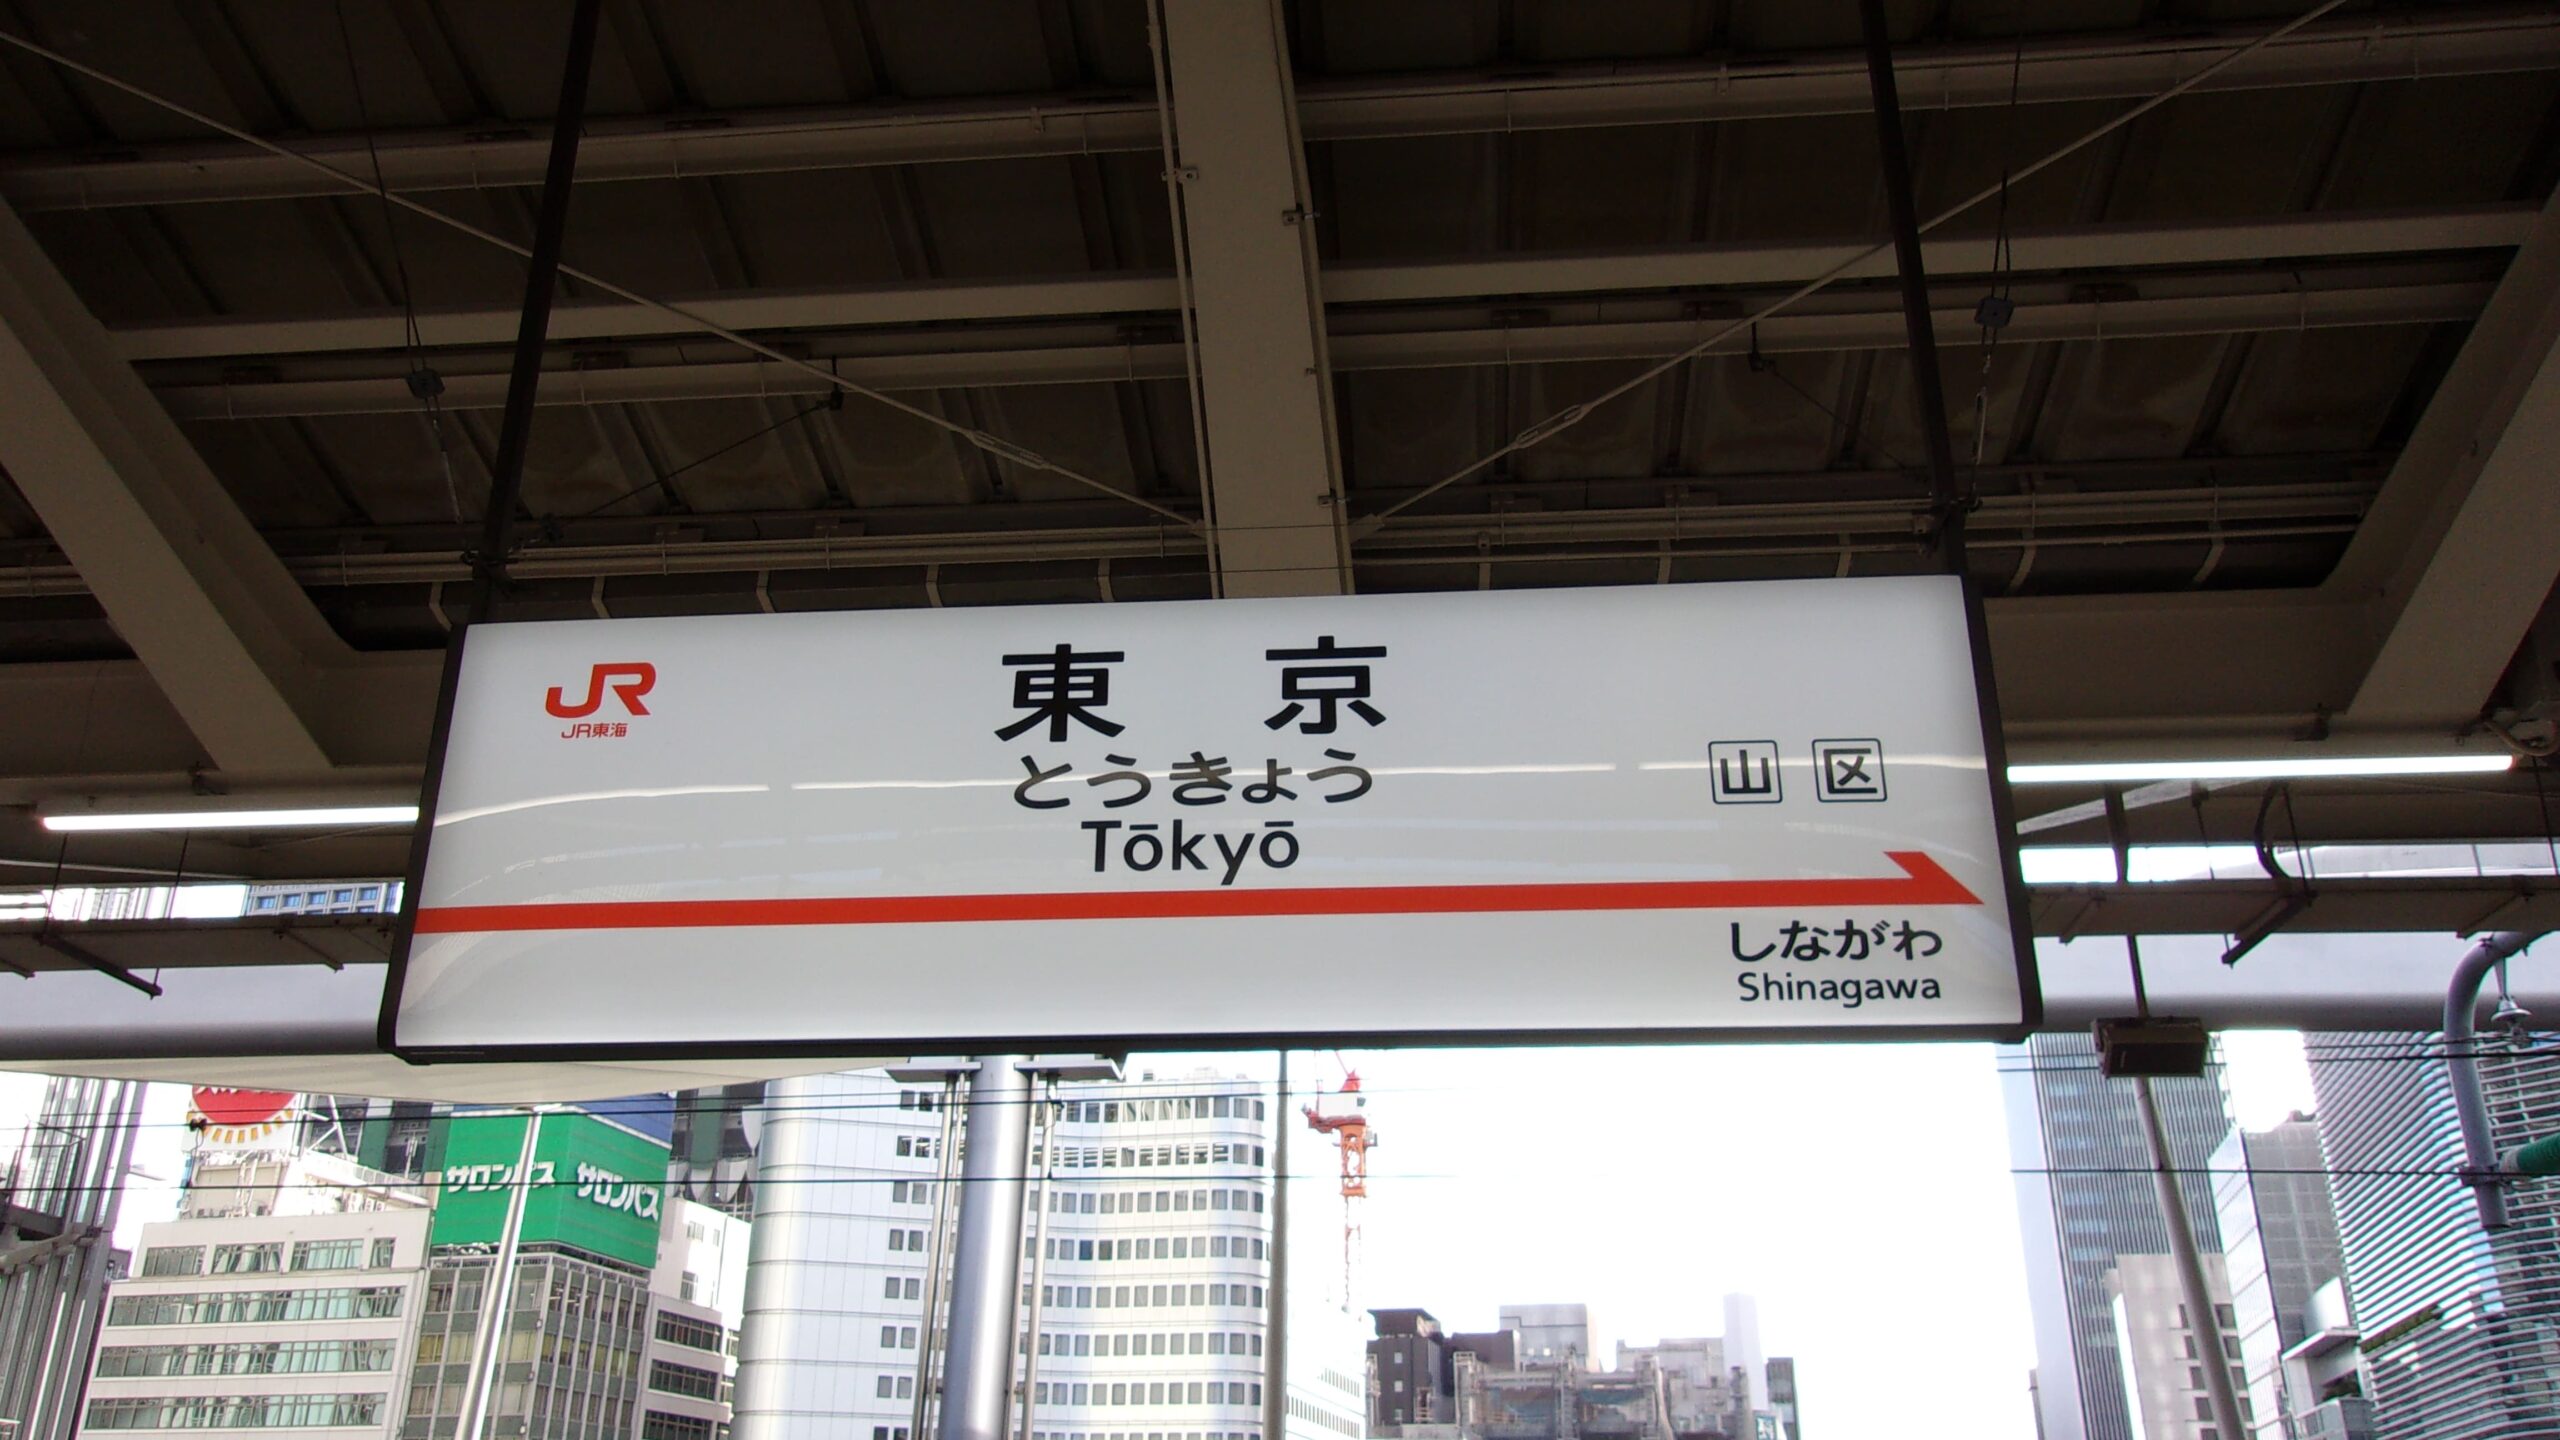 JR
JR東海
東京
とうきょう
Tōkyō
山 区
しながわ
Shinagawa
サロンパス サロンパス